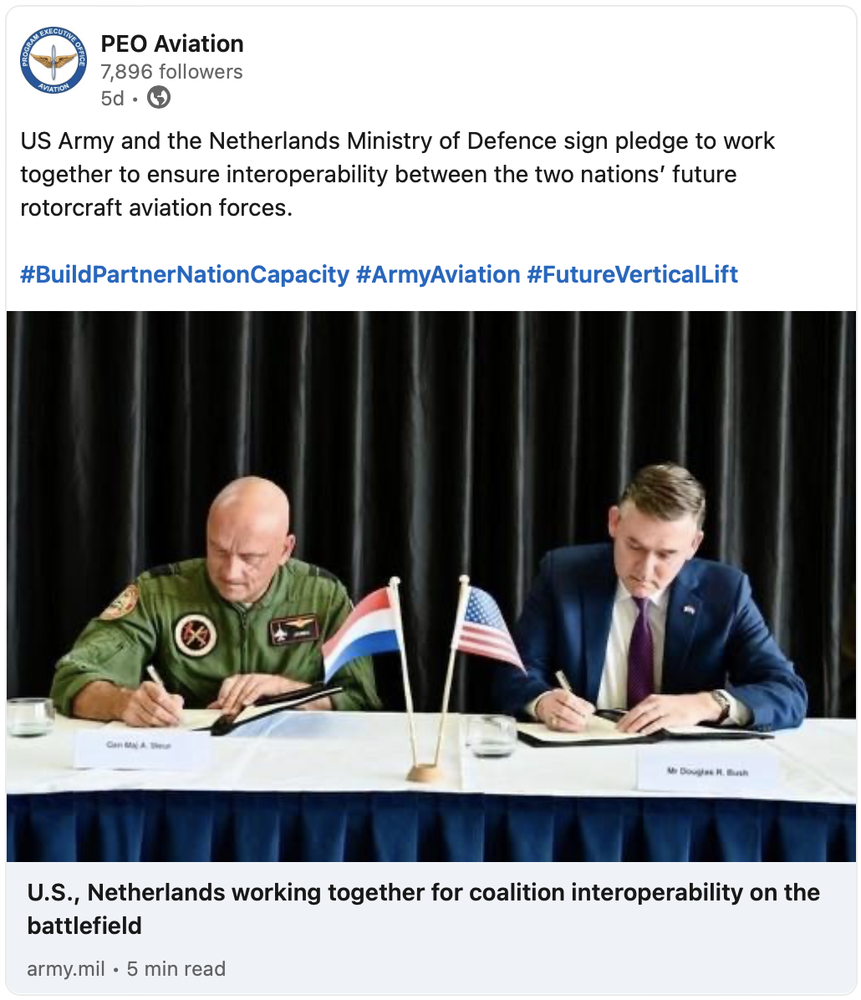 PROGRAM EXECUTIVE OFFICE
AVIATION
PEO Aviation
7,896 followers
5d •
US Army and the Netherlands Ministry of Defence sign pledge to work
together to ensure interoperability between the two nations’ future
rotorcraft aviation forces.
#BuildPartnerNationCapacity #ArmyAviation #FutureVerticalLift
Gen Maj A. Steur
Mr Douglas R. Bush
U.S., Netherlands working together for coalition interoperability on the
battlefield
army.mil • 5 min read